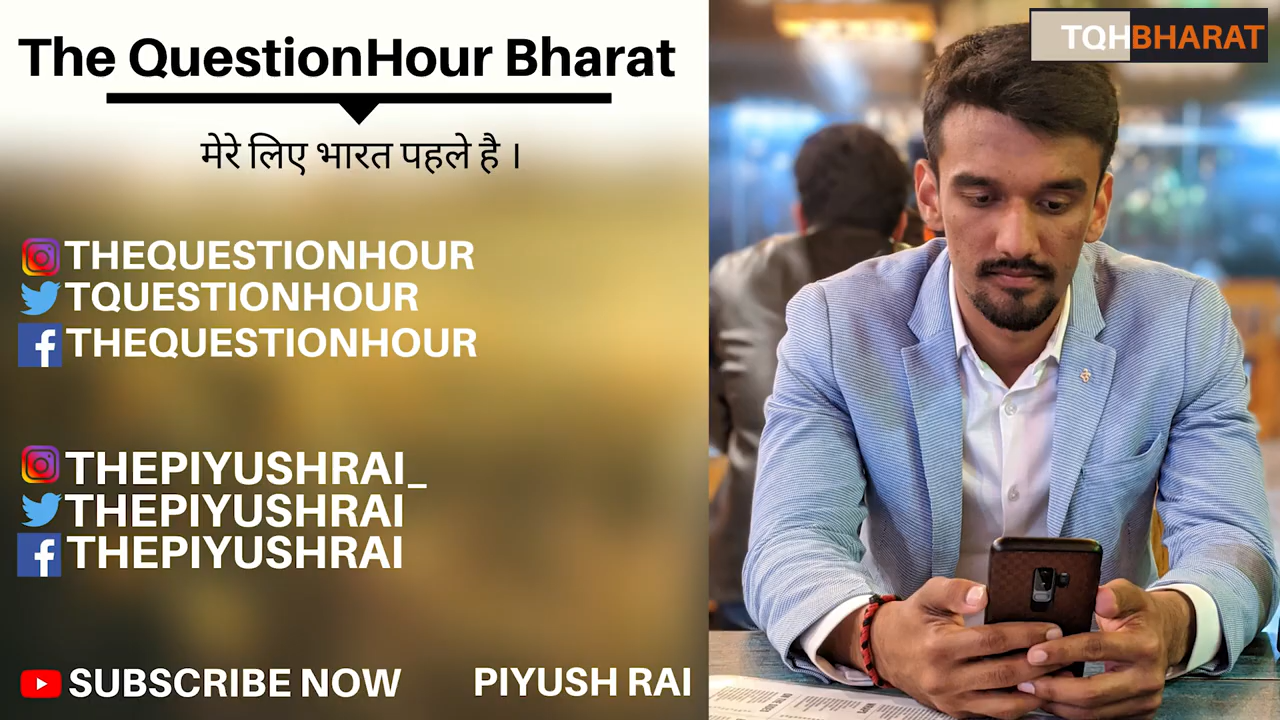 The QuestionHour Bharat
मेरे लिए भारत पहले है ।
THEQUESTIONHOUR
TQUESTIONHOUR
THEQUESTIONHOUR
THEPIYUSHRAI_
THEPIYUSHRAI
THEPIYUSHRAI
SUBSCRIBE NOW
PIYUSH RAI
TQHBHARAT